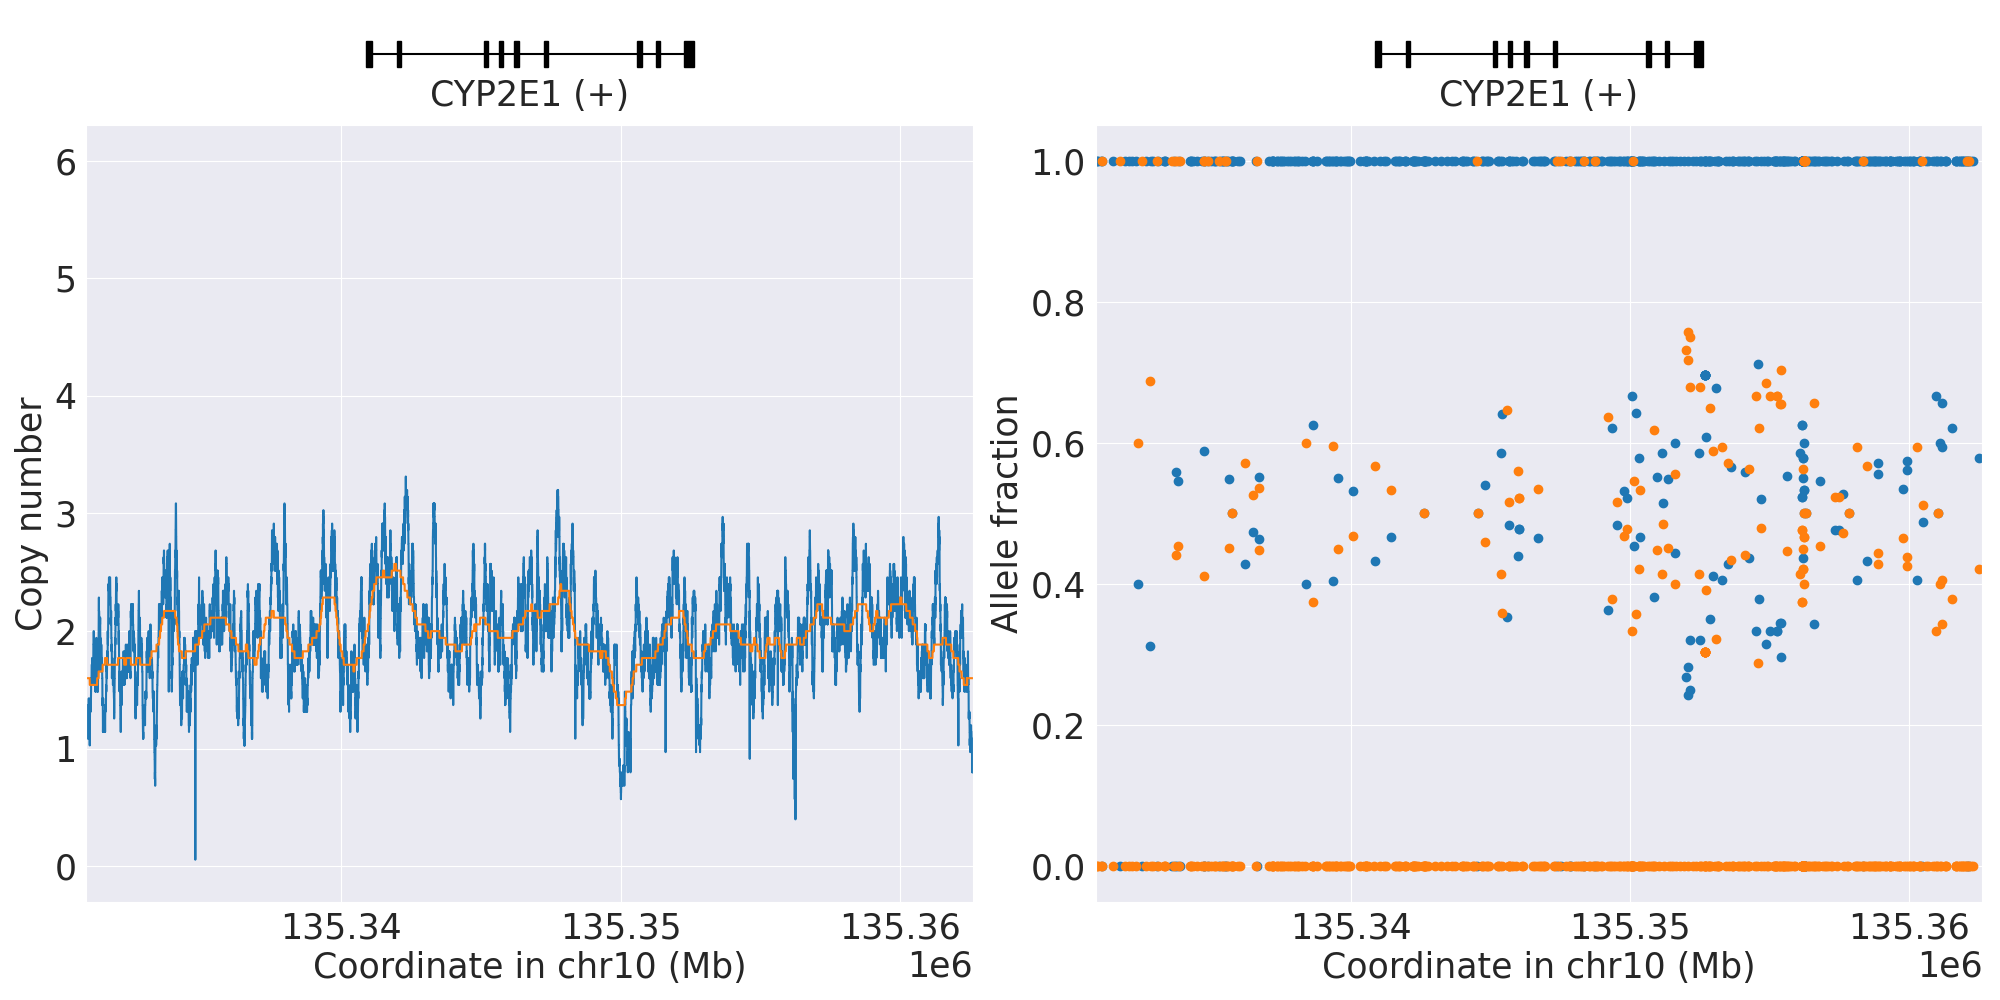 CYP2E1 (+)
6
5
4
3
2
1
0
Copy number
135.34 135.35 135.36
Coordinate in chr10 (Mb)
1e6
CYP2E1 (+)
1.0
0.8
0.6
0.4
0.2
0.0
Allele fraction
135.34 135.35 135.36
Coordinate in chr10 (Mb)
1e6